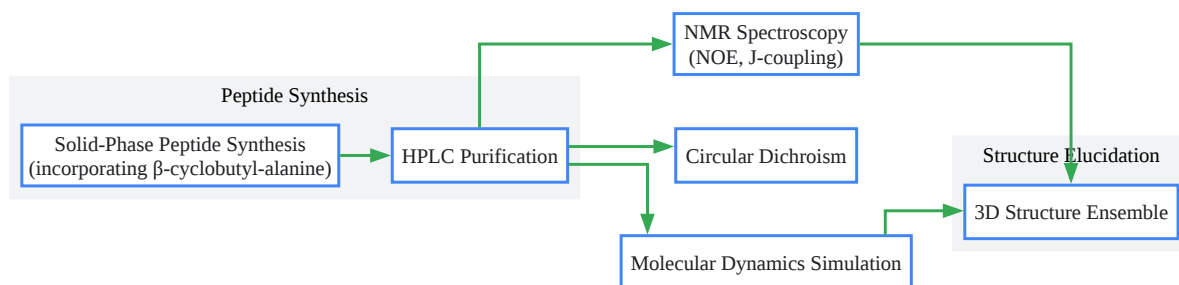 NMR Spectroscopy
(NOE, J-coupling)
Peptide Synthesis
Solid-Phase Peptide Synthesis
(incorporating β-cyclobutyl-alanine)
HPLC Purification
Circular Dichroism
Structure Elucidation
3D Structure Ensemble
Molecular Dynamics Simulation